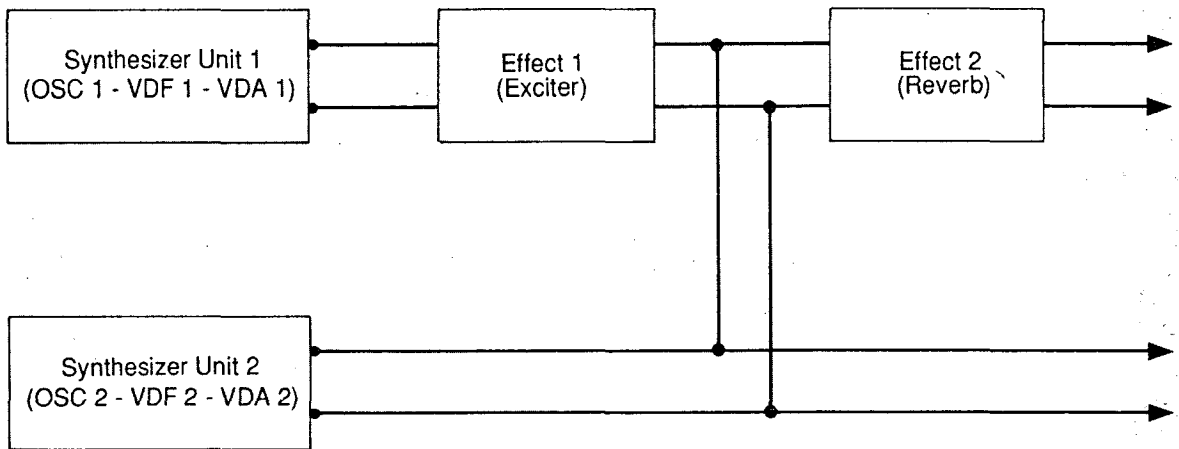 Synthesizer Unit 1
(OSC 1 - VDF 1 - VDA 1)
Effect 1
(Exciter)
Effect 2
(Reverb)
Synthesizer Unit 2
(OSC 2 - VDF 2 - VDA 2)